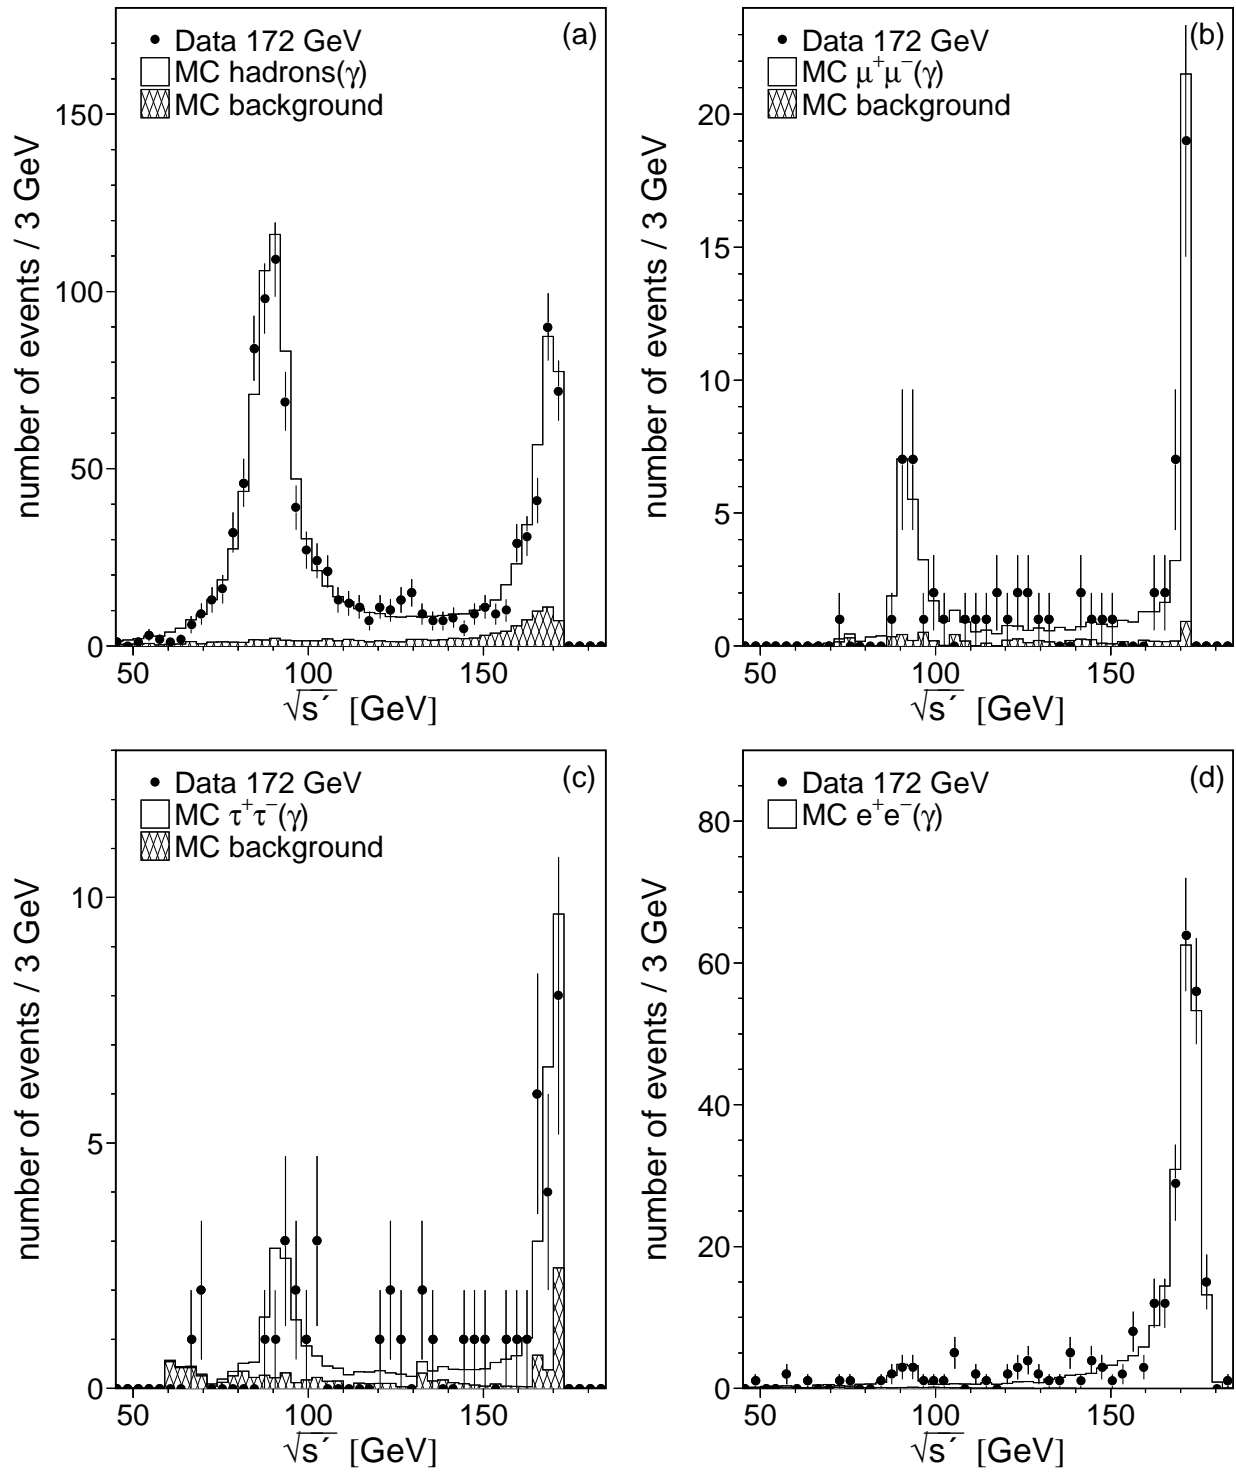 (a)
Data 172 GeV
MC hadrons(γ)
MC background
number of events / 3 GeV
150
100
50
0
50 100 150
√s´ [GeV]
(b)
Data 172 GeV
MC μ⁺μ⁻(γ)
MC background
number of events / 3 GeV
20
15
10
5
0
100 150
50
√s´ [GeV]
(c)
Data 172 GeV
MC τ⁺τ⁻(γ)
MC background
number of events / 3 GeV
10
5
0
50 100 150
√s´ [GeV]
(d)
Data 172 GeV
MC e⁺e⁻(γ)
number of events / 3 GeV
80
60
40
20
0
50 100 150
√s´ [GeV]